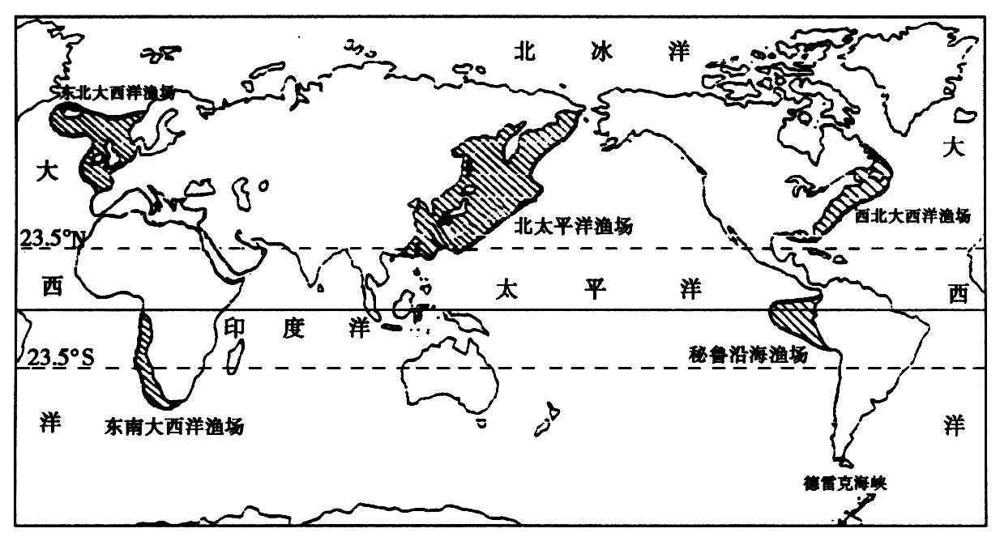 北冰洋
东北大西洋渔场
大
大
西北大西洋渔场
北太平洋渔场
23.5°N
西
太平洋
西
印度洋
秘鲁沿海渔场
23.5°S
洋
东南大西洋渔场
洋
德雷克海峡